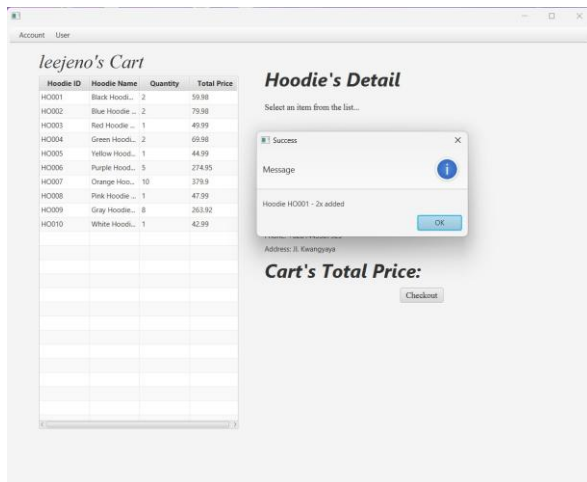 Account User
leejeno's Cart
Hoodie ID Hoodie Name Quantity Total Price
HO001 Black Hoodi... 2 59.98
HO002 Blue Hoodie ... 2 79.98
HO003 Red Hoodie ... 1 49.99
HO004 Green Hoodi... 2 69.98
HO005 Yellow Hood... 1 44.99
HO006 Purple Hood... 5 274.95
HO007 Orange Hoo... 10 379.9
HO008 Pink Hoodie ... 1 47.99
HO009 Gray Hoodie... 8 263.92
HO010 White Hoodi... 1 42.99
Hoodie's Detail
Select an item from the list...
Success
Message
Hoodie HO001 - 2x added
OK
Address: Jl. Kwangyaya
Cart's Total Price:
Checkout